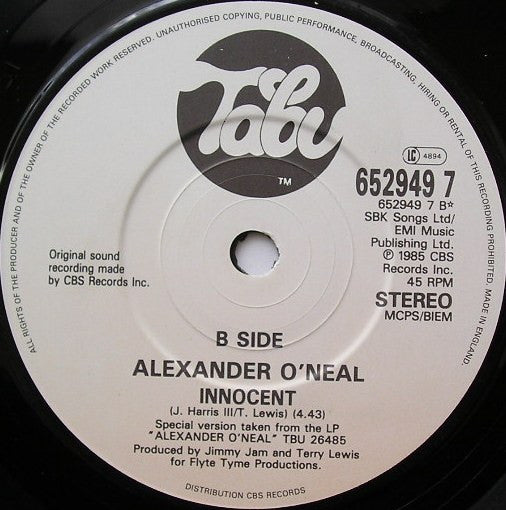 ALL RIGHTS OF THE PRODUCER AND OF THE OWNER OF THE RECORDED WORK RESERVED. UNAUTHORISED COPYING, PUBLIC PERFORMANCE, BROADCASTING, HIRING OR RENTAL OF THIS RECORDING PROHIBITED. MADE IN ENGLAND.
Tabu
TM
LC 4894
652949 7
652949 7 B*
SBK Songs Ltd/
EMI Music
Publishing Ltd.
℗ 1985 CBS
Records Inc.
45 RPM
STEREO
MCPS/BIEM
Original sound
recording made
by CBS Records Inc.
B SIDE
ALEXANDER O'NEAL
INNOCENT
(J. Harris III/T. Lewis) (4.43)
Special version taken from the LP
"ALEXANDER O'NEAL" TBU 26485
Produced by Jimmy Jam and Terry Lewis
for Flyte Tyme Productions.
DISTRIBUTION CBS RECORDS